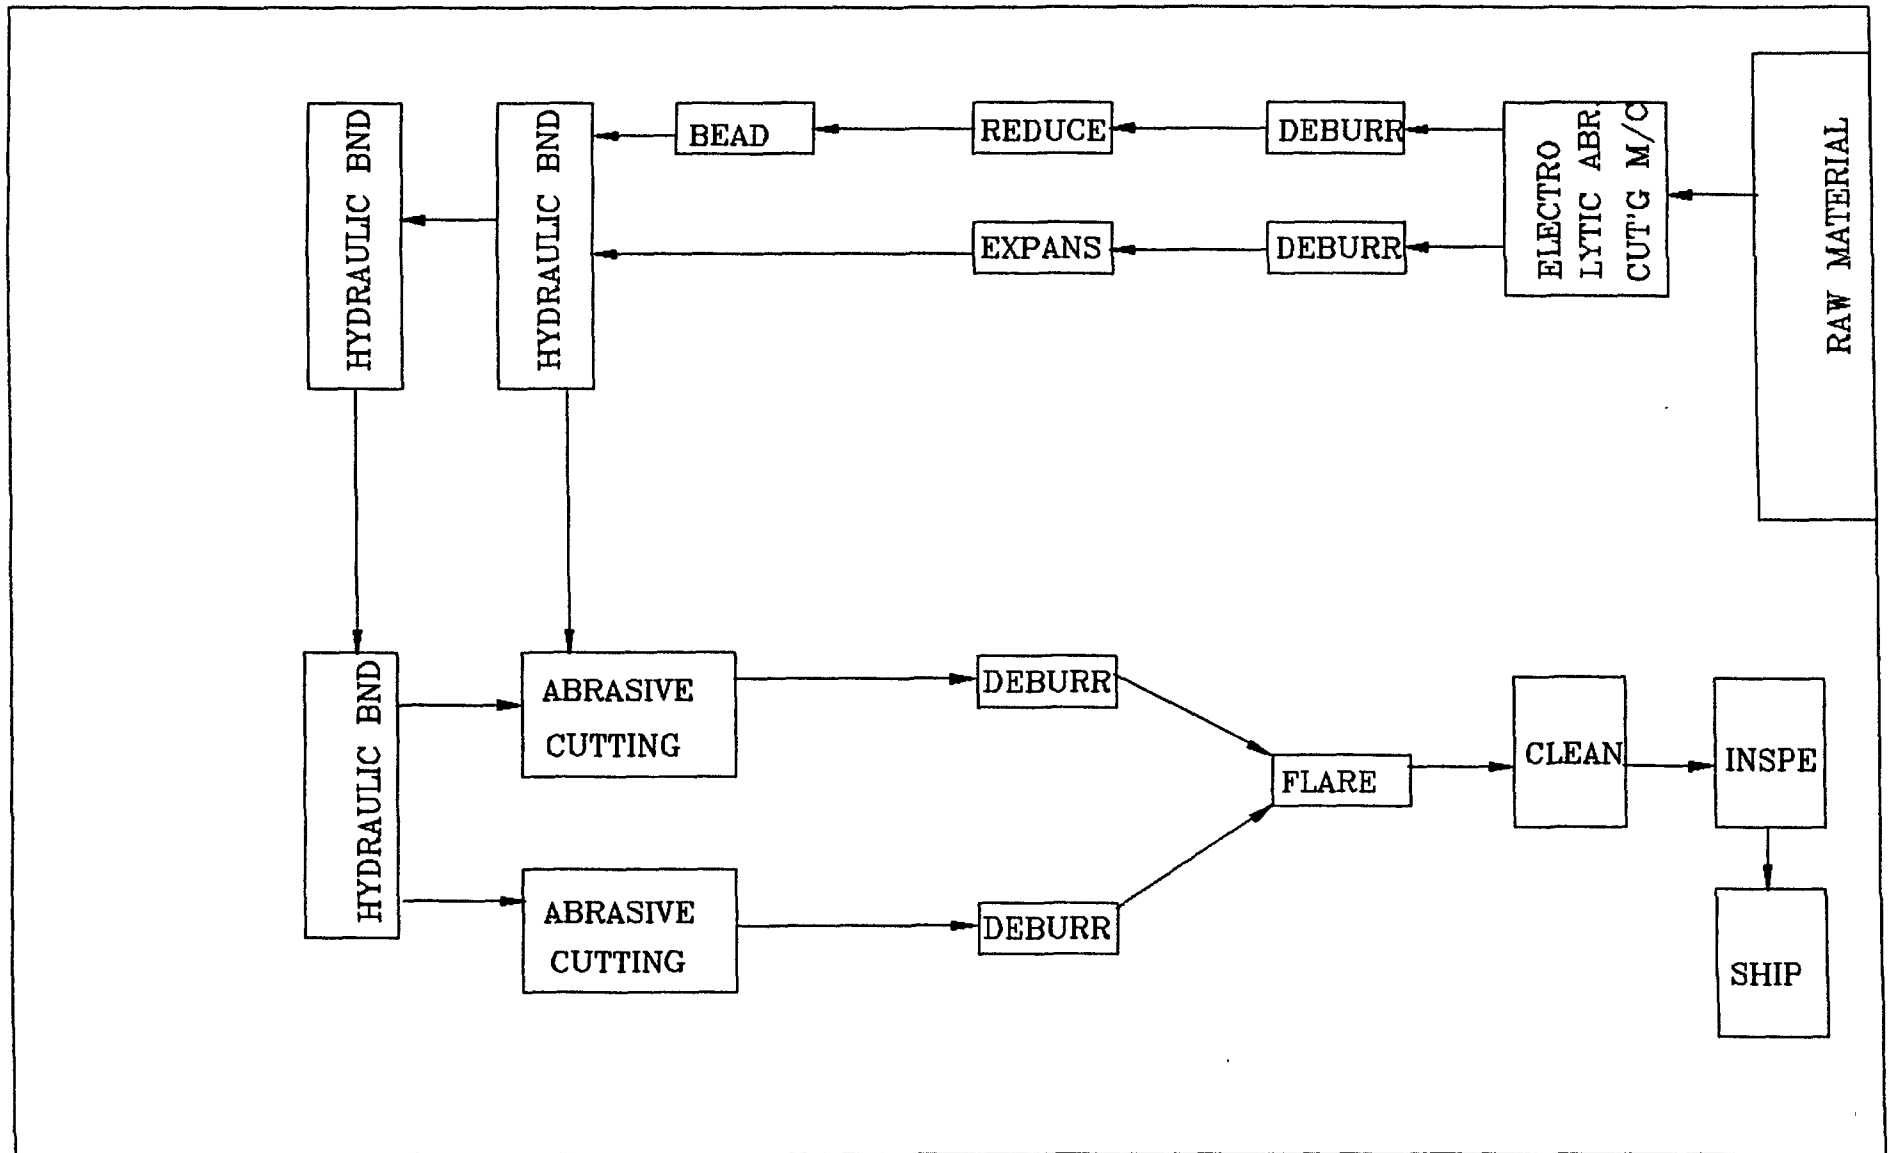 HYDRAULIC BND
HYDRAULIC BND
BEAD
REDUCE
DEBURR
ELECTRO
LYTIC ABR.
CUT'G M/C
RAW MATERIAL
EXPANS
DEBURR
HYDRAULIC BND
ABRASIVE
CUTTING
DEBURR
FLARE
CLEAN
INSPE
ABRASIVE
CUTTING
DEBURR
SHIP